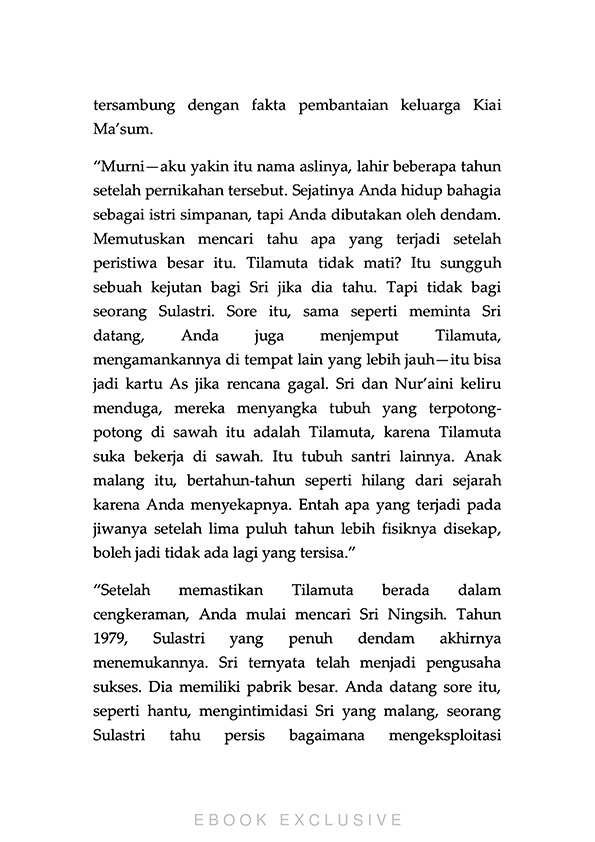 tersambung dengan fakta pembantaian keluarga Kiai
Ma’sum.
“Murni—aku yakin itu nama aslinya, lahir beberapa tahun
setelah pernikahan tersebut. Sejatinya Anda hidup bahagia
sebagai istri simpanan, tapi Anda dibutakan oleh dendam.
Memutuskan mencari tahu apa yang terjadi setelah
peristiwa besar itu. Tilamuta tidak mati? Itu sungguh
sebuah kejutan bagi Sri jika dia tahu. Tapi tidak bagi
seorang Sulastri. Sore itu, sama seperti meminta Sri
datang, Anda juga menjemput Tilamuta,
mengamankannya di tempat lain yang lebih jauh—itu bisa
jadi kartu As jika rencana gagal. Sri dan Nur’aini keliru
menduga, mereka menyangka tubuh yang terpotong-
potong di sawah itu adalah Tilamuta, karena Tilamuta
suka bekerja di sawah. Itu tubuh santri lainnya. Anak
malang itu, bertahun-tahun seperti hilang dari sejarah
karena Anda menyekapnya. Entah apa yang terjadi pada
jiwanya setelah lima puluh tahun lebih fisiknya disekap,
boleh jadi tidak ada lagi yang tersisa.”
“Setelah memastikan Tilamuta berada dalam
cengkeraman, Anda mulai mencari Sri Ningsih. Tahun
1979, Sulastri yang penuh dendam akhirnya
menemukannya. Sri ternyata telah menjadi pengusaha
sukses. Dia memiliki pabrik besar. Anda datang sore itu,
seperti hantu, mengintimidasi Sri yang malang, seorang
Sulastri tahu persis bagaimana mengeksploitasi
EBOOK EXCLUSIVE